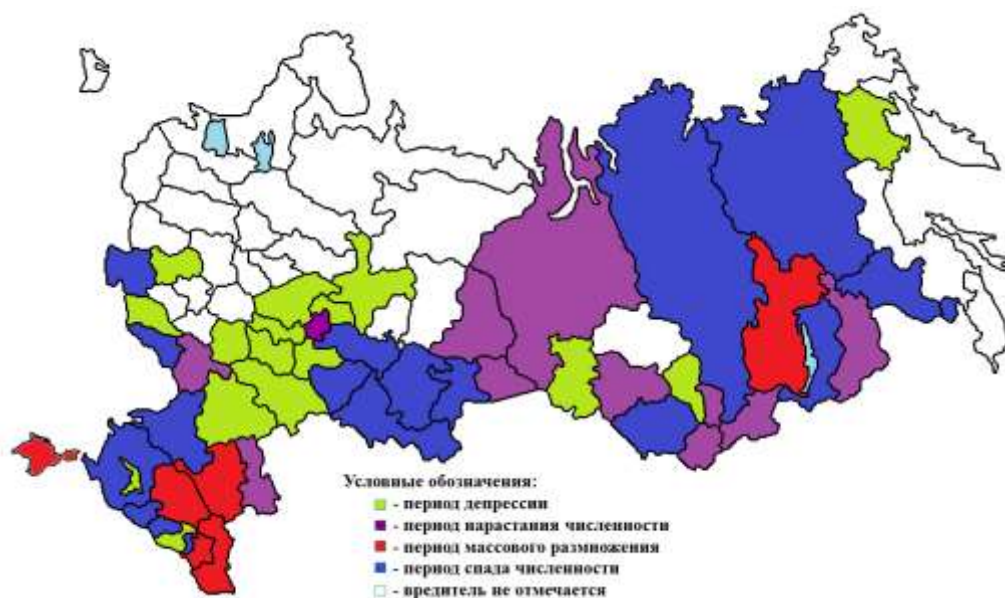 Условные обозначения:
- период депрессии
- период нарастания численности
- период массового размножения
- период спада численности
- вредитель не отмечается